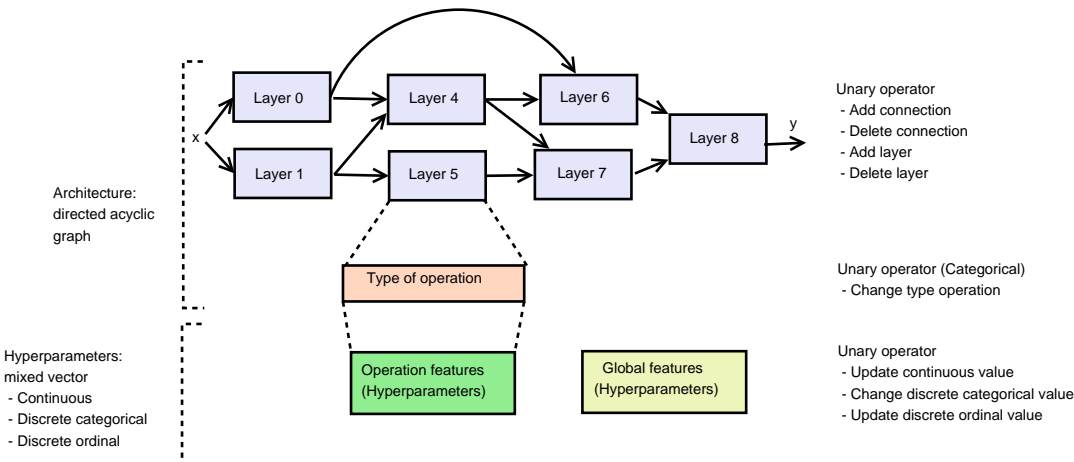 Layer 0
Layer 4
Layer 6
Unary operator
- Add connection
- Delete connection
- Add layer
- Delete layer
x
y
Layer 8
Layer 1
Layer 5
Layer 7
Architecture:
directed acyclic
graph
Type of operation
Unary operator (Categorical)
- Change type operation
Hyperparameters:
mixed vector
- Continuous
- Discrete categorical
- Discrete ordinal
Operation features
(Hyperparameters)
Global features
(Hyperparameters)
Unary operator
- Update continuous value
- Change discrete categorical value
- Update discrete ordinal value